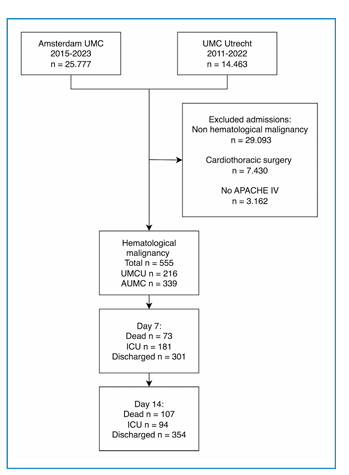 Amsterdam UMC
2015-2023
n = 25.777
UMC Utrecht
2011-2022
n = 14.463
Excluded admissions:
Non hematological malignancy
n = 29.093
Cardiothoracic surgery
n = 7.430
No APACHE IV
n = 3.162
Hematological
malignancy
Total n = 555
UMCU n = 216
AUMC n = 339
Day 7:
Dead n = 73
ICU n = 181
Discharged n = 301
Day 14:
Dead n = 107
ICU n = 94
Discharged n = 354